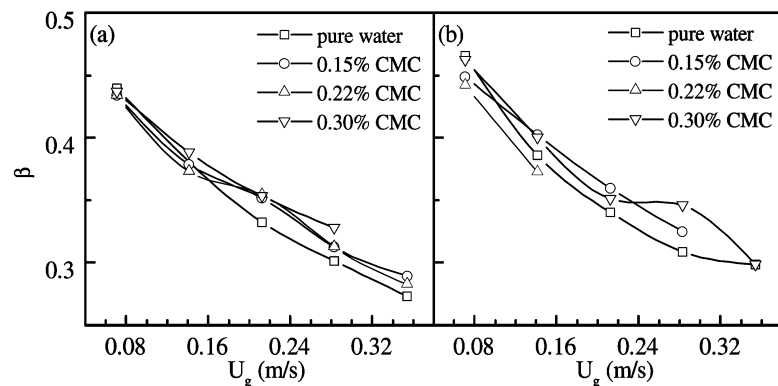 0.5
(a)
pure water
0.15% CMC
0.22% CMC
0.30% CMC
(b)
pure water
0.15% CMC
0.22% CMC
0.30% CMC
0.4
β
0.3
0.08 0.16 0.24 0.32 0.08 0.16 0.24 0.32
U_g (m/s) U_g (m/s)